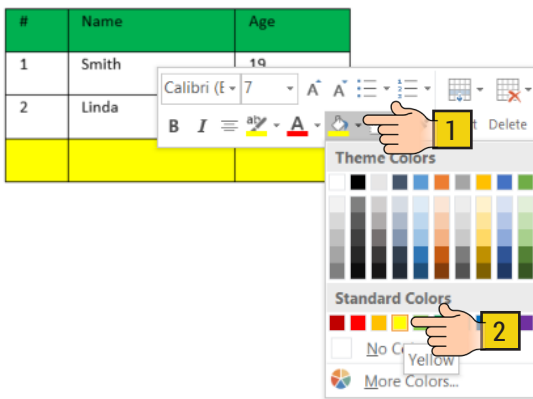 # Name Age
1 Smith 19
Calibri (E 7 A A
2 Linda
B I ab A Delete
1
Theme Colors
Standard Colors
2
No C
Yellow
More Colors...